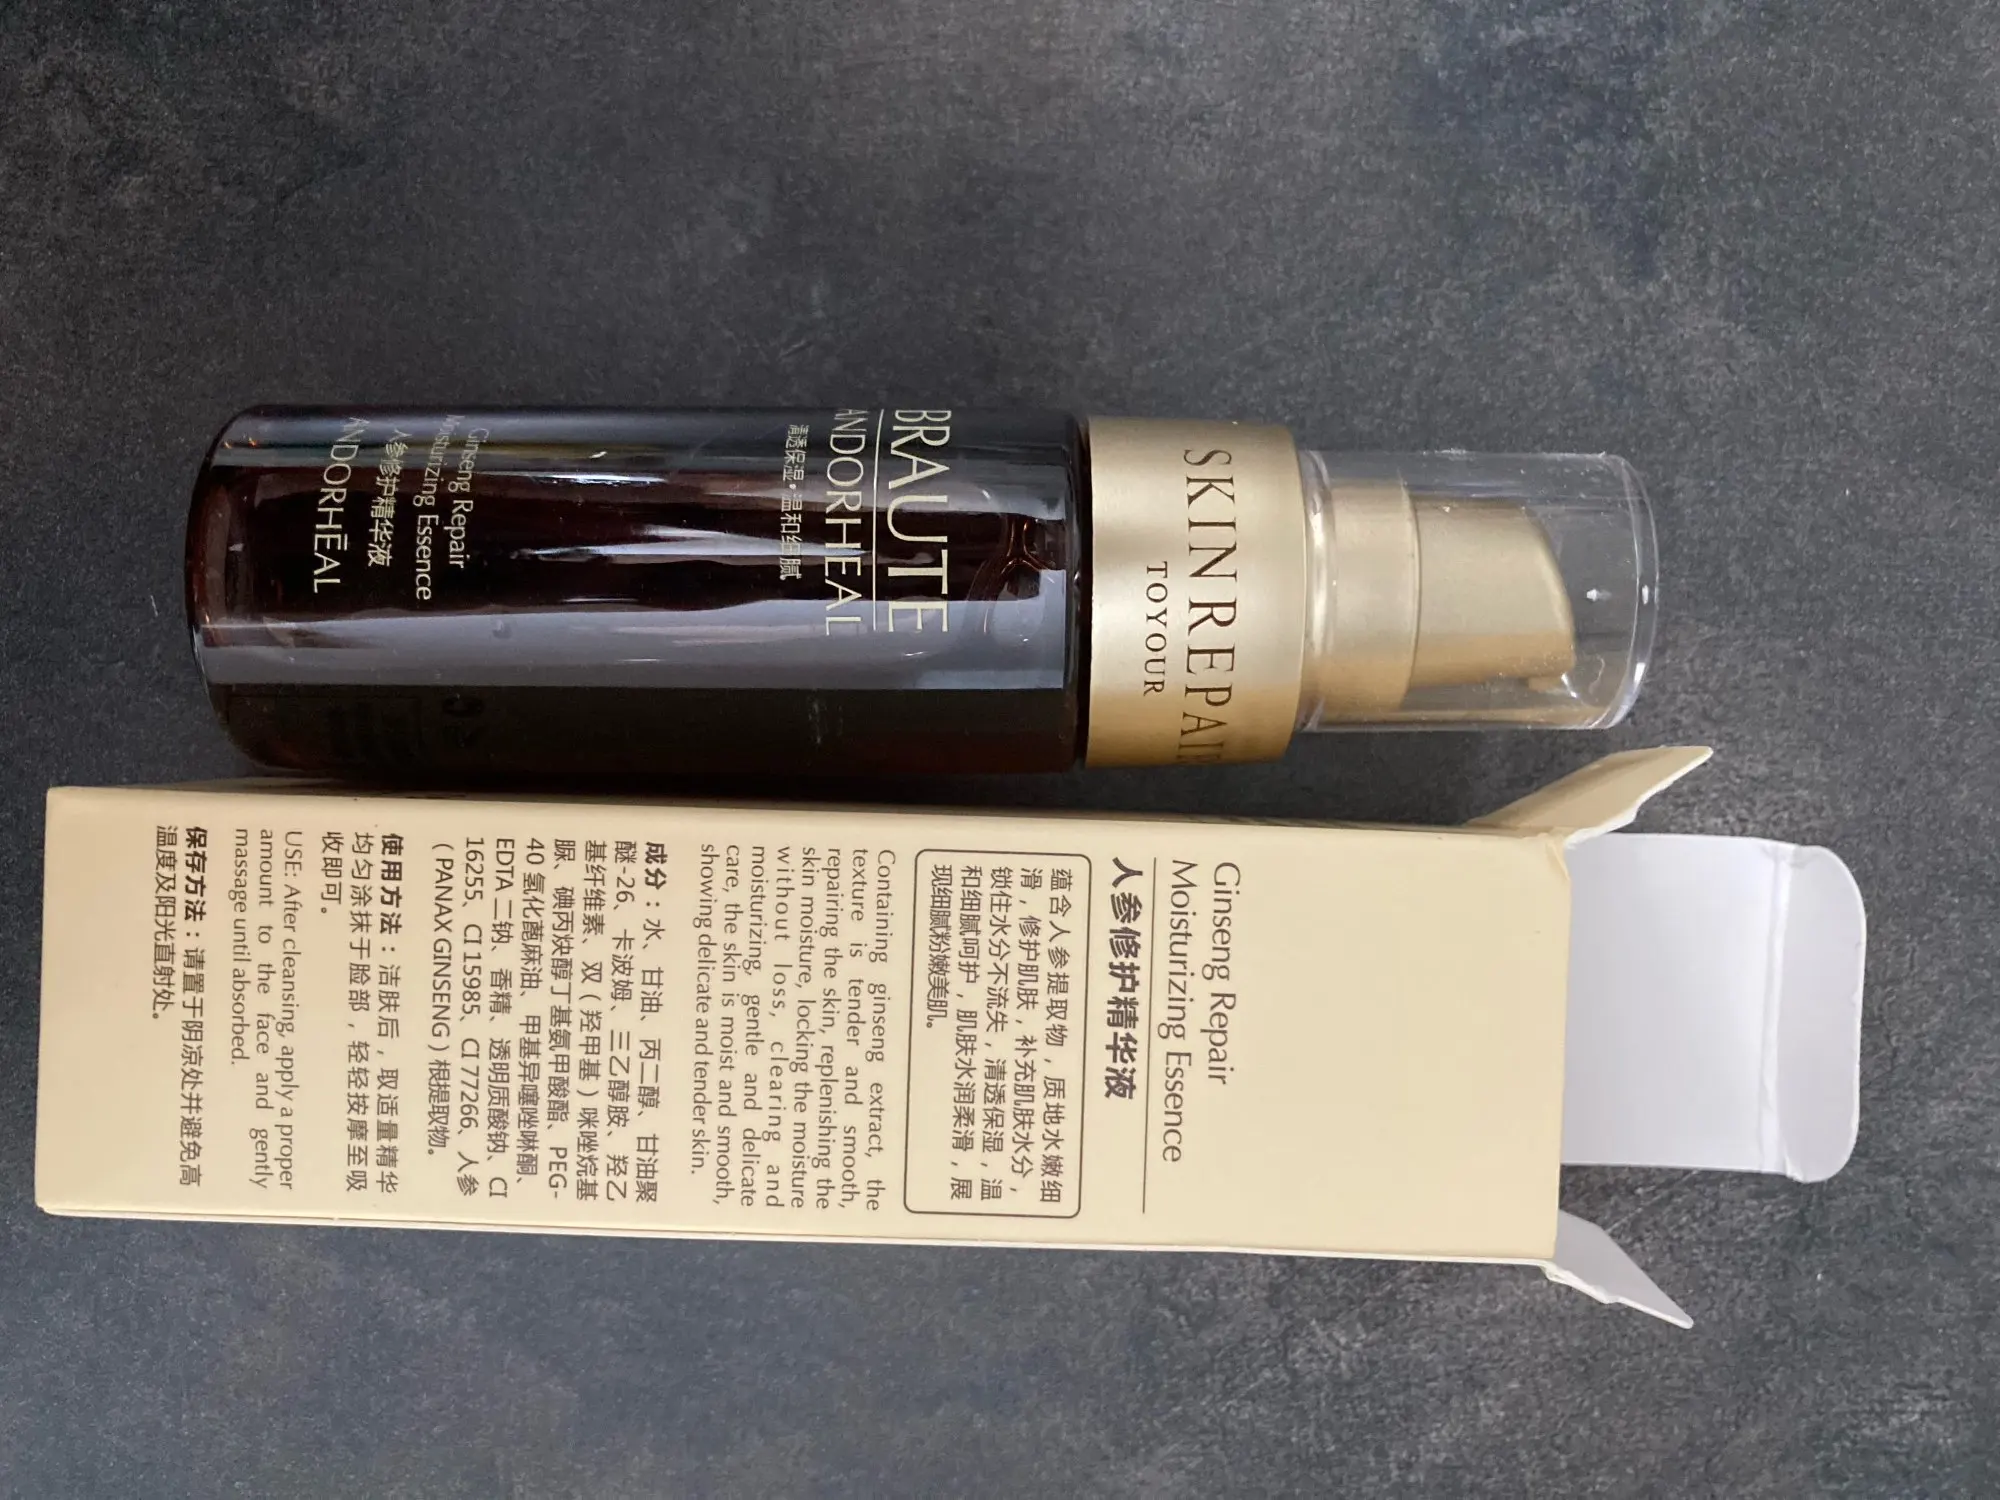 SKINREPAIR
TOYOUR
BRAUTE
ANDORHEAL
清透保湿·温和细腻
Ginseng Repair
Moisturizing Essence
人参修护精华液
ANDORHĒAL
Ginseng Repair
Moisturizing Essence
人参修护精华液
蕴含人参提取物，质地水嫩细
滑，修护肌肤，补充肌肤水分，
锁住水分不流失，清透保湿，温
和细腻呵护，肌肤水润柔滑，展
现细腻粉嫩美肌。
Containing ginseng extract, the
texture is tender and smooth,
repairing the skin, replenishing the
skin moisture, locking the moisture
without loss, clearing and
moisturizing, gentle and delicate
care, the skin is moist and smooth,
showing delicate and tender skin.
成分：水、甘油、丙二醇、甘油聚
醚-26、卡波姆、三乙醇胺、羟乙
基纤维素、双（羟甲基）咪唑烷基
脲、碘丙炔醇丁基氨甲酸酯、PEG-
40 氢化蓖麻油、甲基异噻唑啉酮、
EDTA 二钠、香精、透明质酸钠、CI
16255、CI 15985、CI 77266、人参
（PANAX GINSENG）根提取物。
使用方法：洁肤后，取适量精华
均匀涂抹于脸部，轻轻按摩至吸
收即可。
USE: After cleansing, apply a proper
amount to the face and gently
massage until absorbed.
保存方法：请置于阴凉处并避免高
温度及阳光直射处。